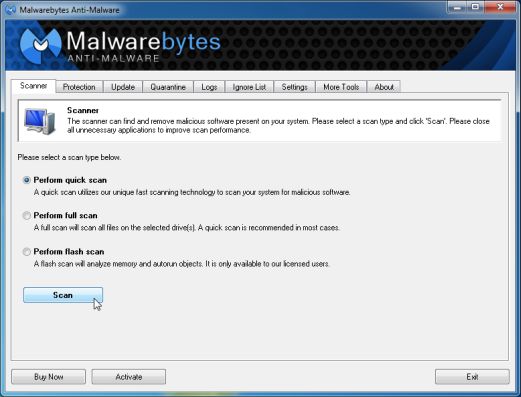 Malwarebytes Anti-Malware
Malwarebytes
ANTI-MALWARE
Scanner Protection Update Quarantine Logs Ignore List Settings More Tools About
Scanner
The scanner can find and remove malicious software present on your system. Please select a scan type and click 'Scan'. Please close
all unnecessary applications to improve scan performance.
Please select a scan type below.
Perform quick scan
A quick scan utilizes our unique fast scanning technology to scan your system for malicious software.
Perform full scan
A full scan will scan all files on the selected drive(s). A quick scan is recommended in most cases.
Perform flash scan
A flash scan will analyze memory and autorun objects. It is only available to our licensed users.
Scan
Buy Now Activate Exit